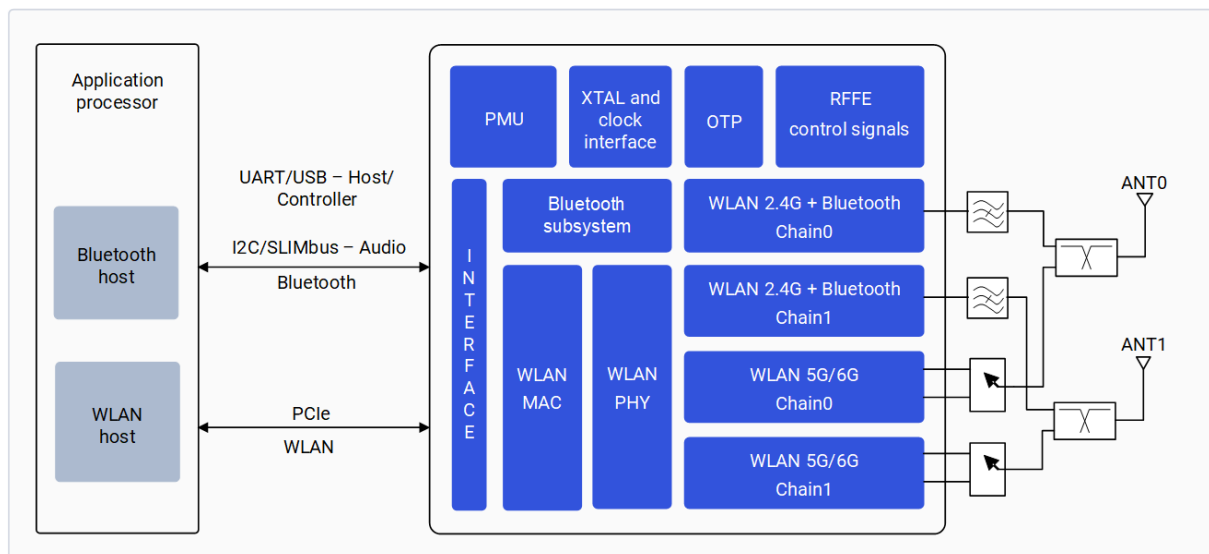 Application
processor
Bluetooth
host
WLAN
host
UART/USB – Host/
Controller
I2C/SLIMbus – Audio
Bluetooth
PCIe
WLAN
PMU
XTAL and
clock
interface
OTP
RFFE
control signals
INTERFACE
Bluetooth
subsystem
WLAN
MAC
WLAN
PHY
WLAN 2.4G + Bluetooth
Chain0
WLAN 2.4G + Bluetooth
Chain1
WLAN 5G/6G
Chain0
WLAN 5G/6G
Chain1
ANT0
ANT1